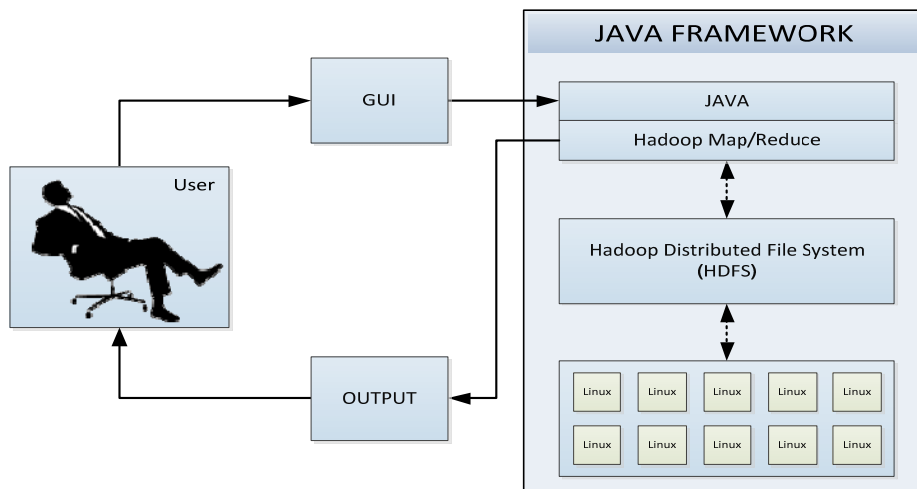 JAVA FRAMEWORK
GUI
JAVA
Hadoop Map/Reduce
User
Hadoop Distributed File System
(HDFS)
OUTPUT
Linux Linux Linux Linux Linux
Linux Linux Linux Linux Linux